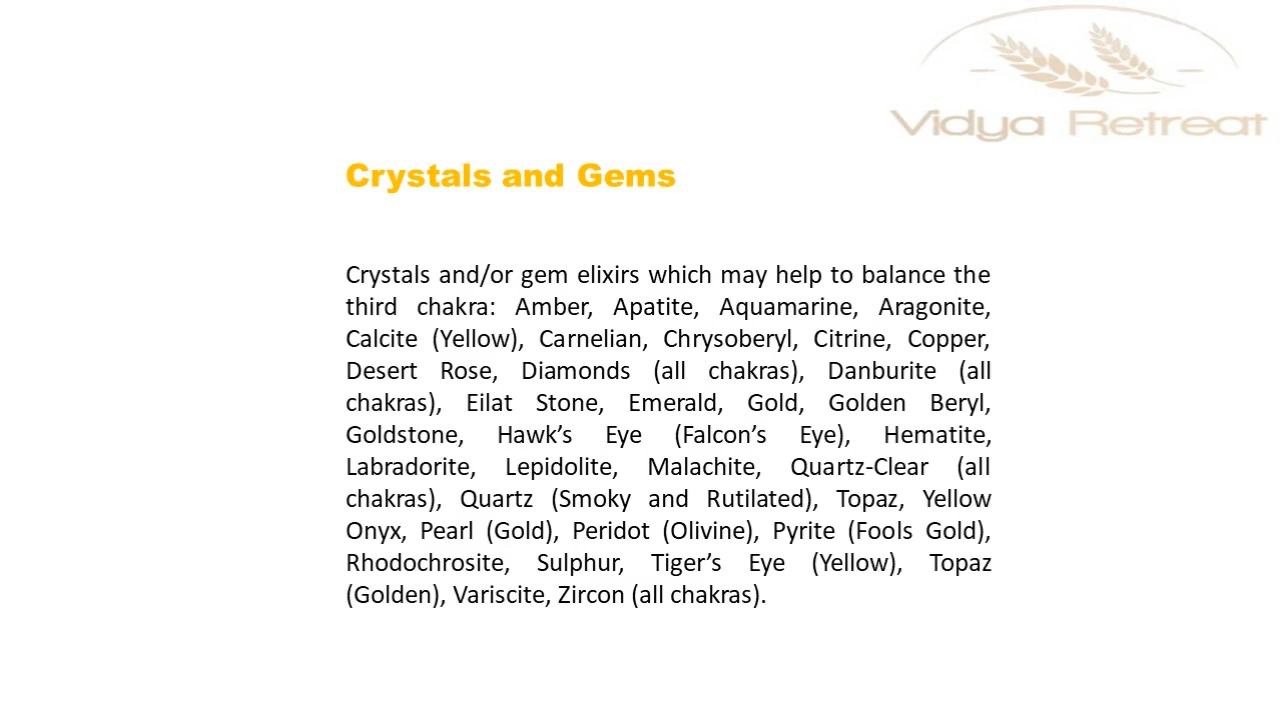 Vidya Retreat
Crystals and Gems
Crystals and/or gem elixirs which may help to balance the
third chakra: Amber, Apatite, Aquamarine, Aragonite,
Calcite (Yellow), Carnelian, Chrysoberyl, Citrine, Copper,
Desert Rose, Diamonds (all chakras), Danburite (all
chakras), Eilat Stone, Emerald, Gold, Golden Beryl,
Goldstone, Hawk’s Eye (Falcon’s Eye), Hematite,
Labradorite, Lepidolite, Malachite, Quartz-Clear (all
chakras), Quartz (Smoky and Rutilated), Topaz, Yellow
Onyx, Pearl (Gold), Peridot (Olivine), Pyrite (Fools Gold),
Rhodochrosite, Sulphur, Tiger’s Eye (Yellow), Topaz
(Golden), Variscite, Zircon (all chakras).